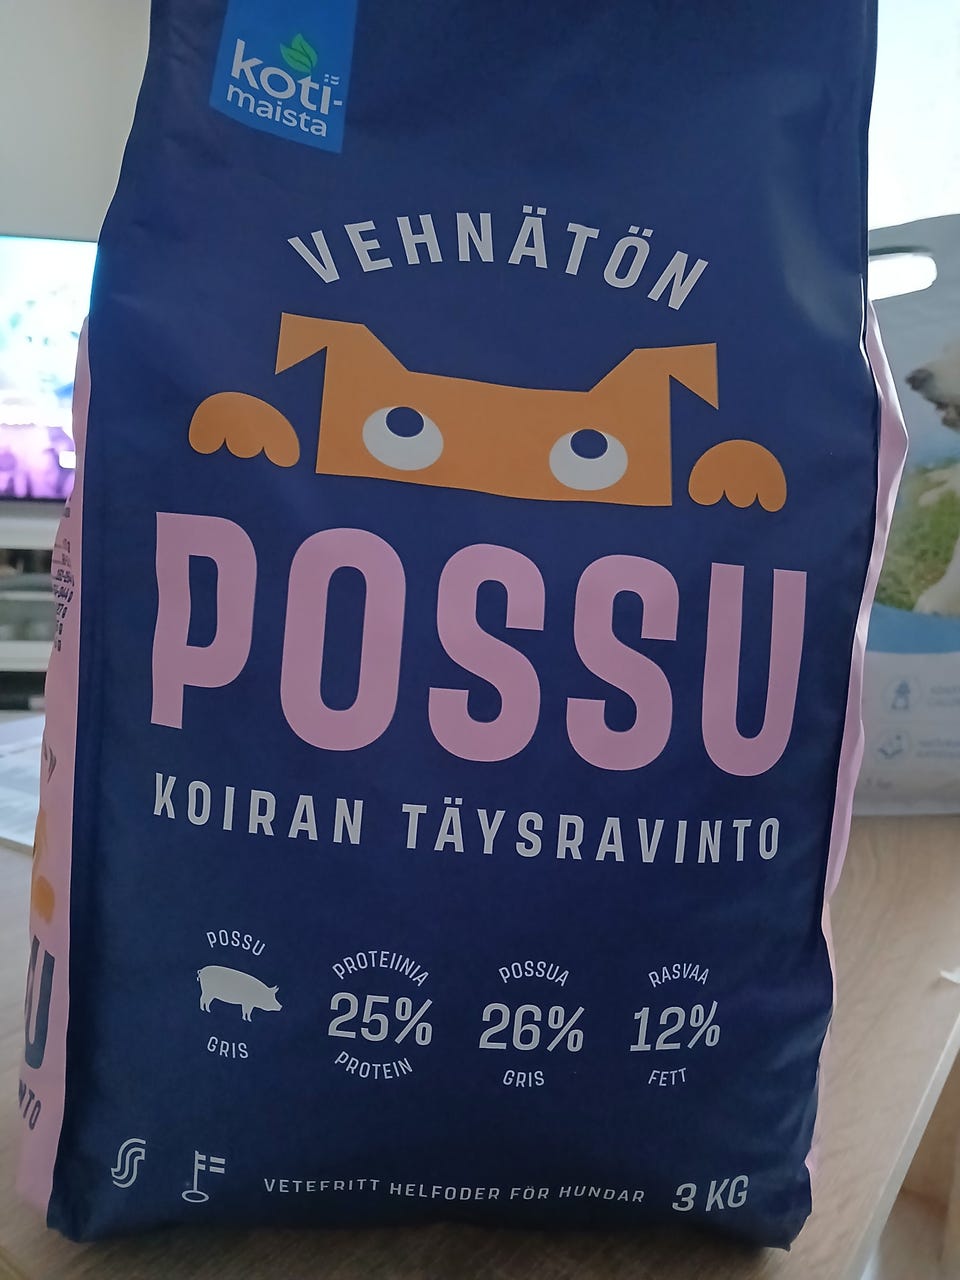 koti-
maista
VEHNÄTÖN
POSSU
KOIRAN TÄYSRAVINTO
POSSU
GRIS
PROTEIINIA
25%
PROTEIN
POSSUA
26%
GRIS
RASVAA
12%
FETT
VETEFRITT HELFODER FÖR HUNDAR
3 KG